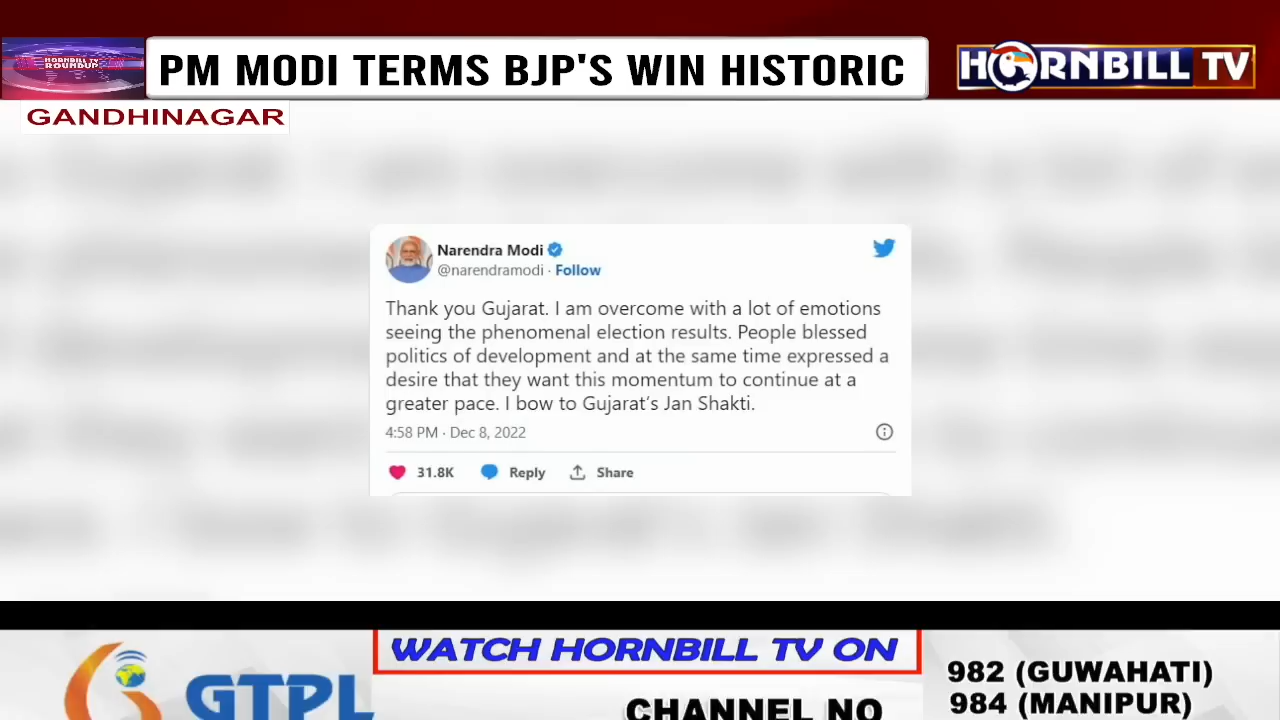 HORNBILL TV
ROUNDUP
PM MODI TERMS BJP'S WIN HISTORIC
HORNBILL TV
GANDHINAGAR
Narendra Modi
@narendramodi · Follow
Thank you Gujarat. I am overcome with a lot of emotions
seeing the phenomenal election results. People blessed
politics of development and at the same time expressed a
desire that they want this momentum to continue at a
greater pace. I bow to Gujarat's Jan Shakti.
4:58 PM · Dec 8, 2022
31.8K Reply Share
WATCH HORNBILL TV ON
GTPL
CHANNEL NO
982 (GUWAHATI)
984 (MANIPUR)